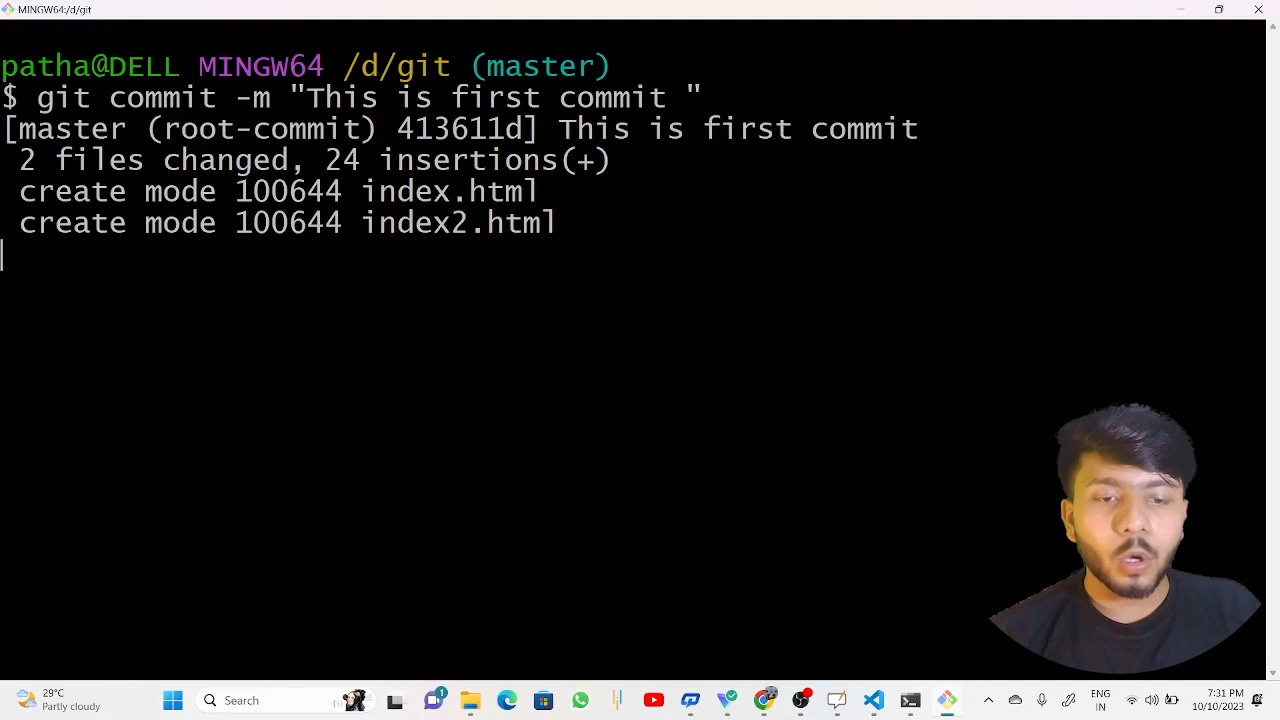 MINGW64:/d/git
patha@DELL MINGW64 /d/git (master)
$ git commit -m "This is first commit "
[master (root-commit) 413611d] This is first commit
2 files changed, 24 insertions(+)
create mode 100644 index.html
create mode 100644 index2.html
29°C
Partly cloudy
Search
1
ENG
IN
7:31 PM
10/10/2023